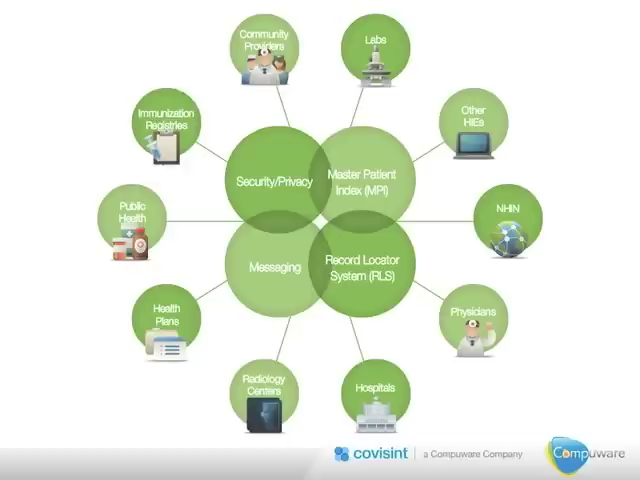 Community
Providers
Labs
Immunization
Registries
Other
HIEs
Security/Privacy
Master Patient
Index (MPI)
Public
Health
NHIN
Messaging
Record Locator
System (RLS)
Health
Plans
Physicians
Radiology
Centers
Hospitals
covisint
a Compuware Company
Compuware